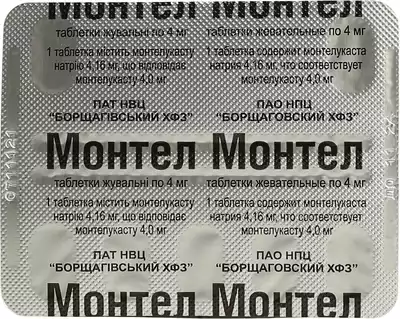 Монтел Монтел
таблетки жувальні по 4 мг
таблетки жевательные по 4 мг
1 таблетка містить монтелукаста
натрію 4,16 мг, що відповідає
монтелукасту 4,0 мг
1 таблетка содержит монтелукаста
натрия 4,16 мг, что соответствует
монтелукасту 4,0 мг
ПАТ НВЦ
"БОРЩАГІВСЬКИЙ ХФЗ"
ПАО НПЦ
"БОРЩАГОВСКИЙ ХФЗ"
Монтел Монтел
таблетки жувальні по 4 мг
таблетки жевательные по 4 мг
1 таблетка містить монтелукаста
натрію 4,16 мг, що відповідає
монтелукасту 4,0 мг
1 таблетка содержит монтелукаста
натрия 4,16 мг, что соответствует
монтелукасту 4,0 мг
ПАТ НВЦ
"БОРЩАГІВСЬКИЙ ХФЗ"
ПАО НПЦ
"БОРЩАГОВСКИЙ ХФЗ"
Монтел Монтел